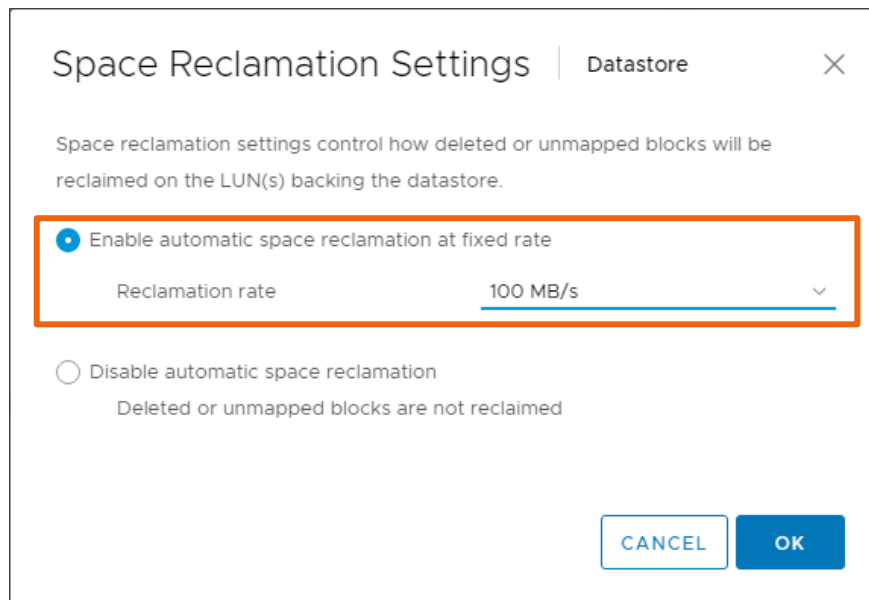 Space Reclamation Settings Datastore
Space reclamation settings control how deleted or unmapped blocks will be
reclaimed on the LUN(s) backing the datastore.
Enable automatic space reclamation at fixed rate
Reclamation rate 100 MB/s
Disable automatic space reclamation
Deleted or unmapped blocks are not reclaimed
CANCEL OK